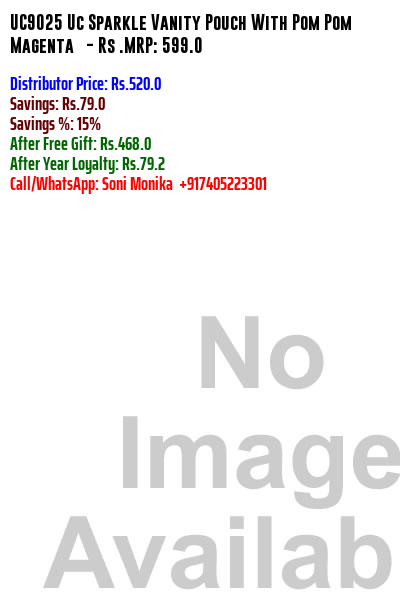 UC9025 Uc Sparkle Vanity Pouch With Pom Pom
Magenta - Rs .MRP: 599.0
Distributor Price: Rs.520.0
Savings: Rs.79.0
Savings %: 15%
After Free Gift: Rs.468.0
After Year Loyalty: Rs.79.2
Call/WhatsApp: Soni Monika +917405223301
No
Image
Availab